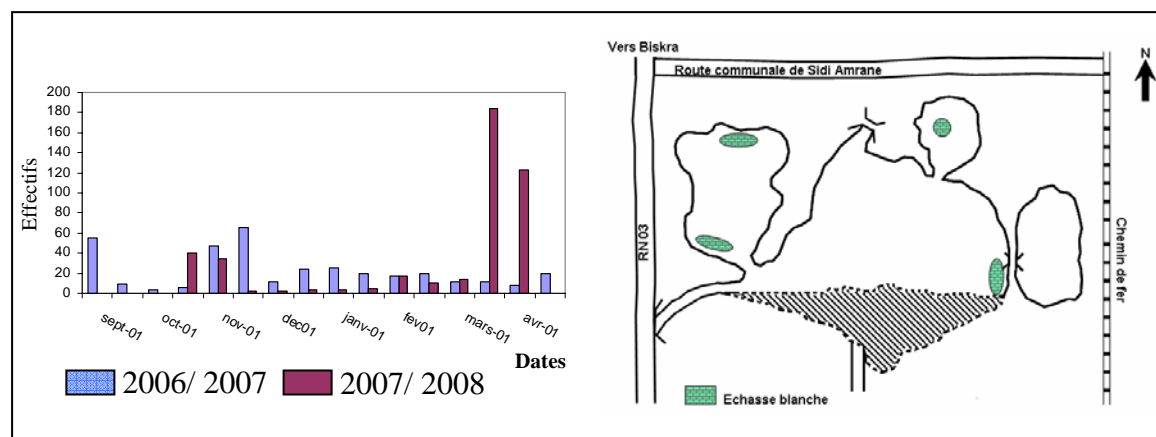 200
180
160
140
120
100
80
60
40
20
0
Effectifs
sept-01
oct-01
nov-01
dec01
janv-01
fev01
mars-01
avr-01
Dates
2006/ 2007
2007/ 2008
Vers Biskra
Route communale de Sidi Amrane
N
RN 03
Chemin de fer
Echasse blanche